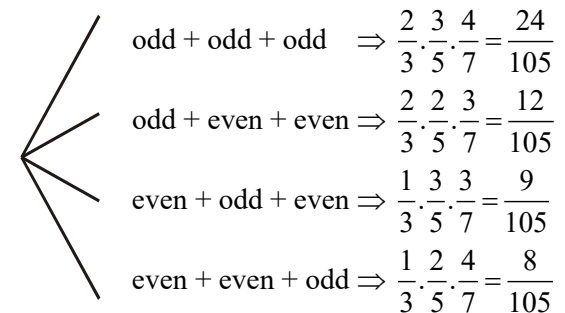 odd + odd + odd ⇒ 2/3 . 3/5 . 4/7 = 24/105
odd + even + even ⇒ 2/3 . 2/5 . 3/7 = 12/105
even + odd + even ⇒ 1/3 . 3/5 . 3/7 = 9/105
even + even + odd ⇒ 1/3 . 2/5 . 4/7 = 8/105